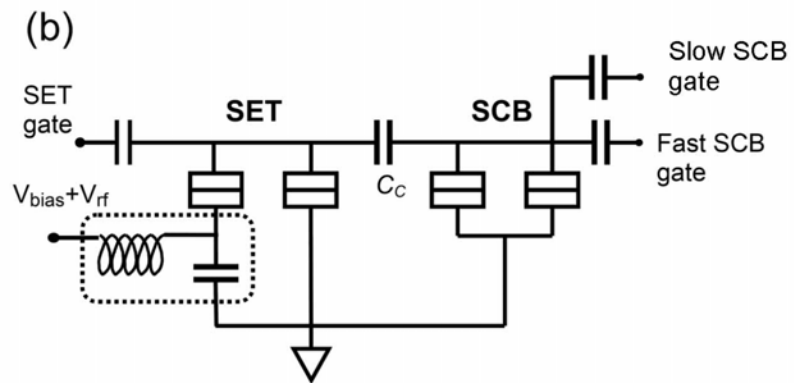 (b)
SET
gate
SET
SCB
Slow SCB
gate
Fast SCB
gate
C_C
V_bias+V_rf